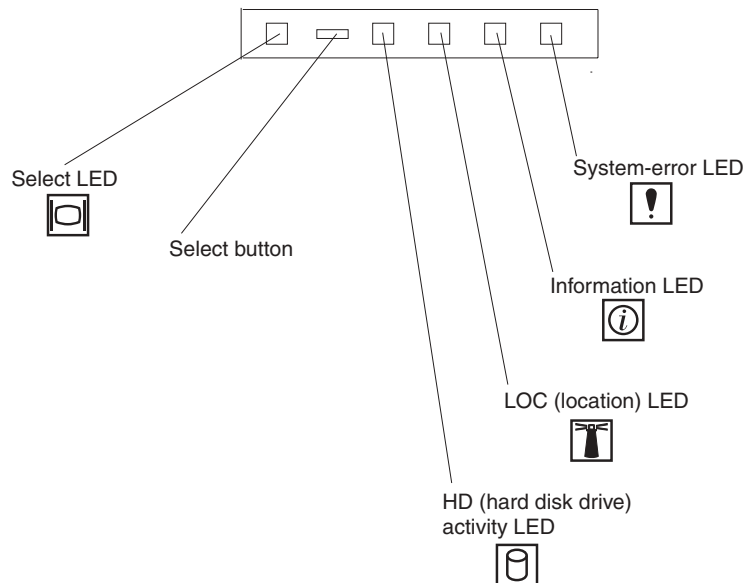 Select LED
System-error LED
Select button
Information LED
i
LOC (location) LED
HD (hard disk drive)
activity LED